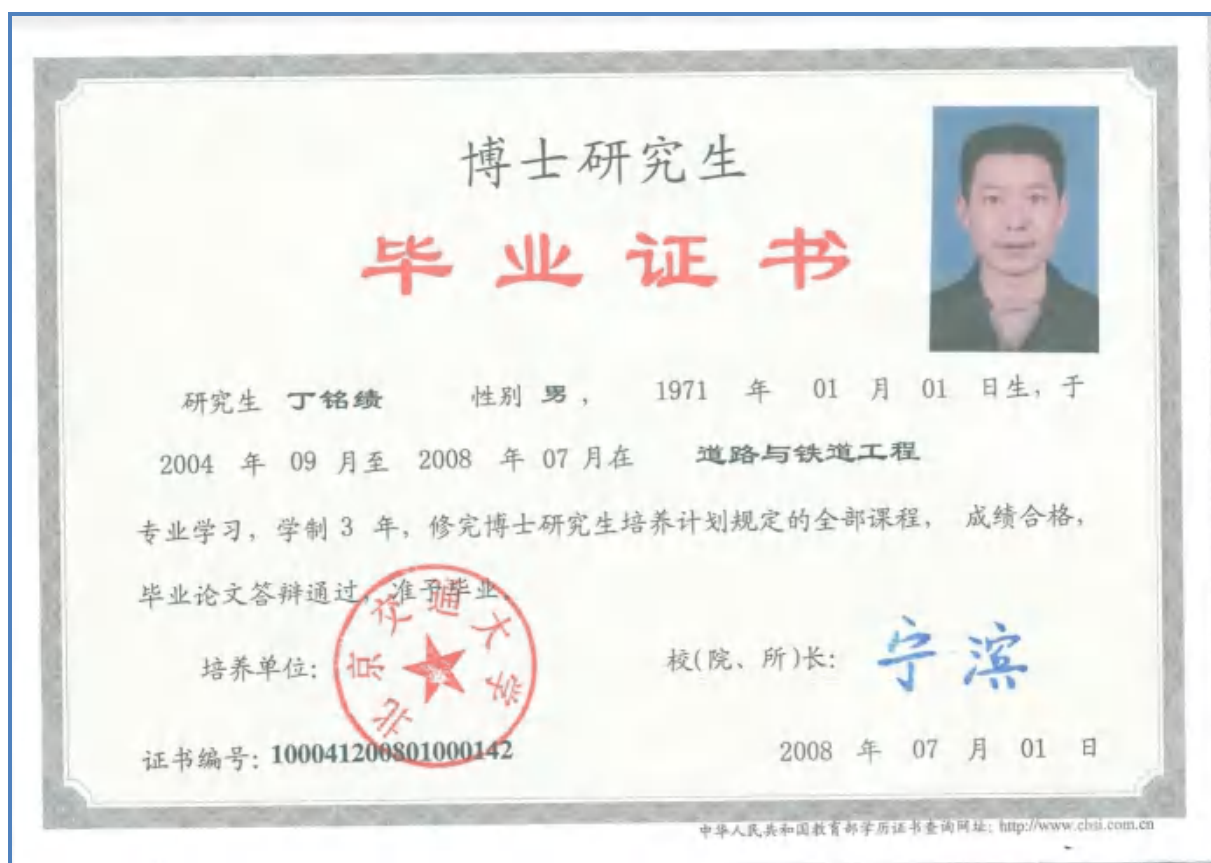 博士研究生
毕业证书
研究生 丁铭绩 性别 男， 1971 年 01 月 01 日生，于
2004 年 09 月至 2008 年 07 月在 道路与铁道工程
专业学习，学制 3 年，修完博士研究生培养计划规定的全部课程， 成绩合格，
毕业论文答辩通过，准予毕业。
培养单位：
北京交通大学
校(院、所)长：
宁滨
证书编号：100041200801000142
2008 年 07 月 01 日
中华人民共和国教育部学历证书查询网址：http://www.chsi.com.cn